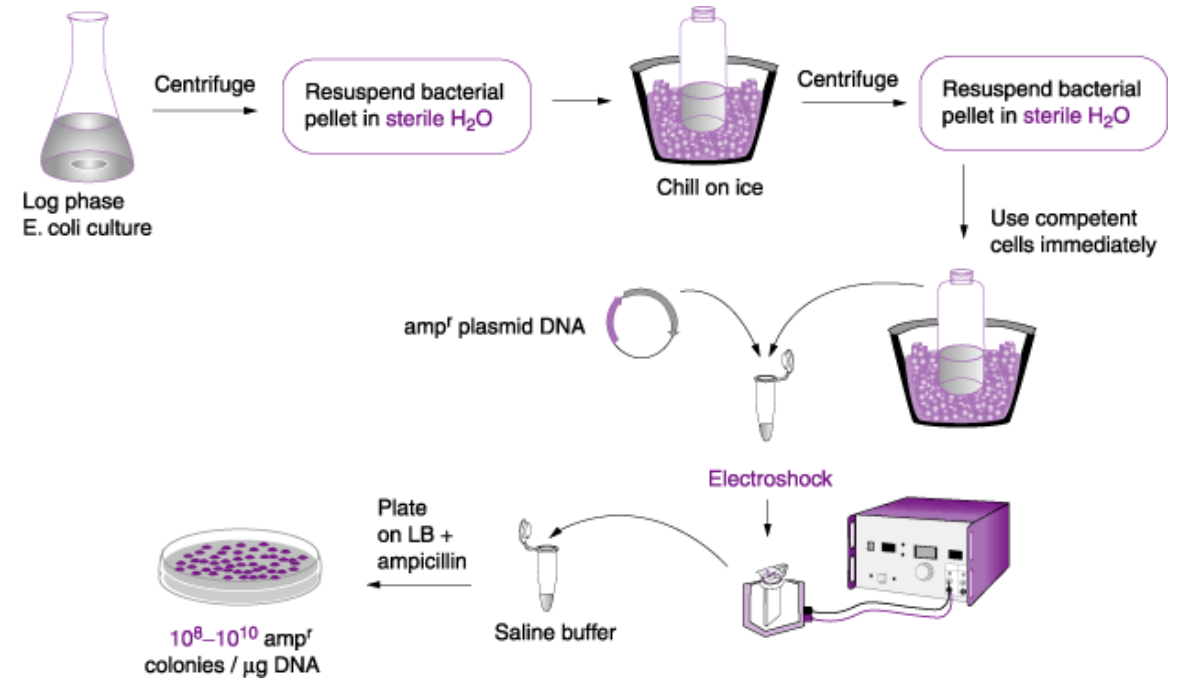 Centrifuge
Resuspend bacterial
pellet in sterile H₂O
Centrifuge
Resuspend bacterial
pellet in sterile H₂O
Chill on ice
Log phase
E. coli culture
Use competent
cells immediately
ampʳ plasmid DNA
Electroshock
Plate
on LB +
ampicillin
Saline buffer
10⁸–10¹⁰ ampʳ
colonies / µg DNA